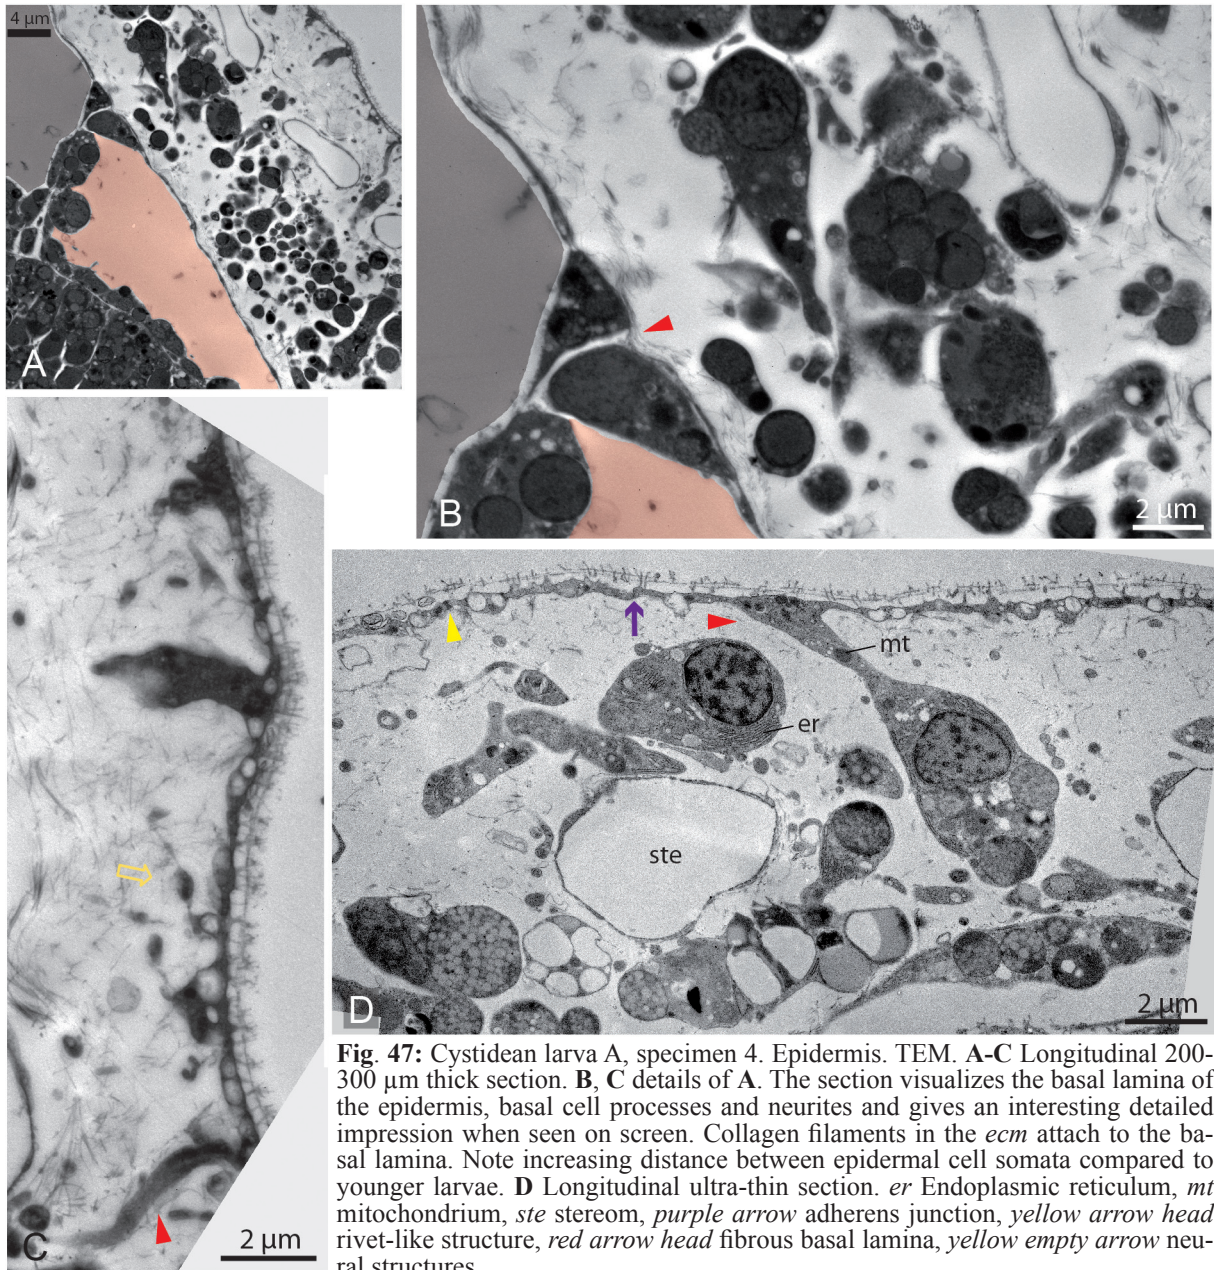 4 µm
A
B
2 µm
C
2 µm
mt
er
ste
D
2 µm
Fig. 47: Cystidean larva A, specimen 4. Epidermis. TEM. A-C Longitudinal 200-
300 µm thick section. B, C details of A. The section visualizes the basal lamina of
the epidermis, basal cell processes and neurites and gives an interesting detailed
impression when seen on screen. Collagen filaments in the ecm attach to the ba-
sal lamina. Note increasing distance between epidermal cell somata compared to
younger larvae. D Longitudinal ultra-thin section. er Endoplasmic reticulum, mt
mitochondrium, ste stereom, purple arrow adherens junction, yellow arrow head
rivet-like structure, red arrow head fibrous basal lamina, yellow empty arrow neu-
ral structures